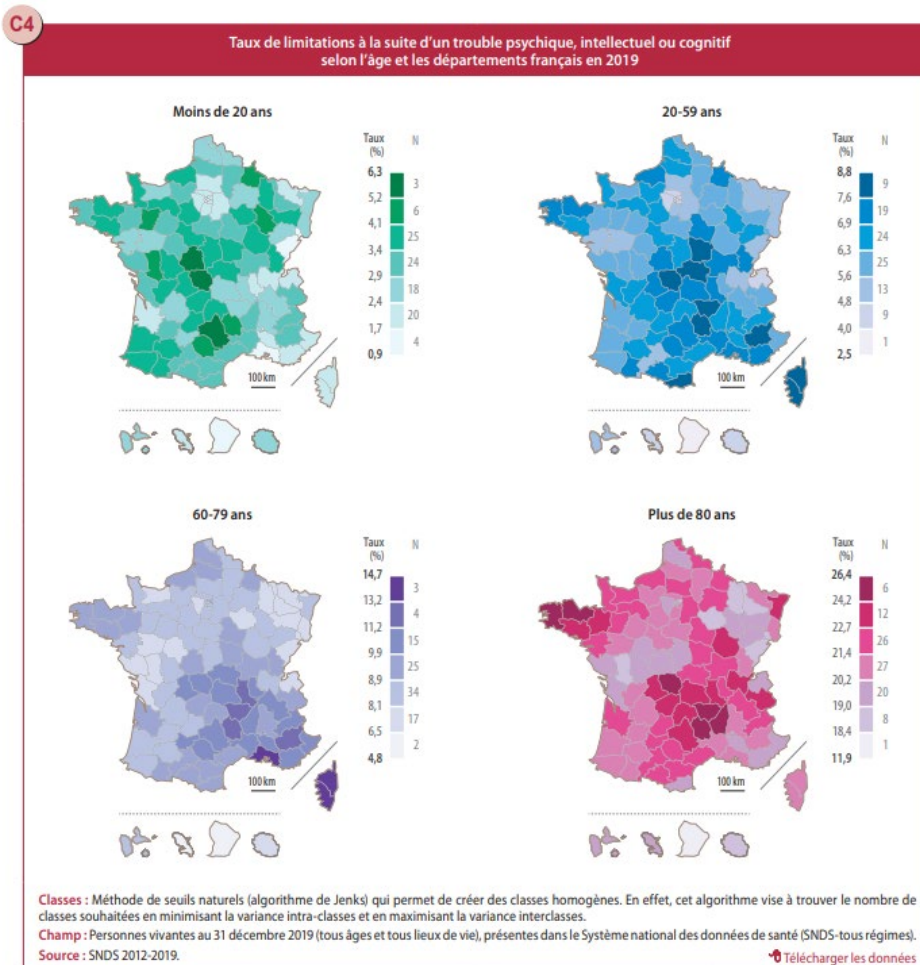 C4
Taux de limitations à la suite d'un trouble psychique, intellectuel ou cognitif
selon l'âge et les départements français en 2019
Moins de 20 ans
Taux
(%)
N
6,3
3
5,2
6
4,1
25
3,4
24
2,9
18
2,4
20
1,7
4
0,9
100 km
20-59 ans
Taux
(%)
N
8,8
9
7,6
19
6,9
24
6,3
25
5,6
13
4,8
9
4,0
1
2,5
100 km
60-79 ans
Taux
(%)
N
14,7
3
13,2
4
11,2
15
9,9
25
8,9
34
8,1
17
6,5
2
4,8
100 km
Plus de 80 ans
Taux
(%)
N
26,4
6
24,2
12
22,7
26
21,4
27
20,2
20
19,0
8
18,4
1
11,9
100 km
Classes : Méthode de seuils naturels (algorithme de Jenks) qui permet de créer des classes homogènes. En effet, cet algorithme vise à trouver le nombre de
classes souhaitées en minimisant la variance intra-classes et en maximisant la variance interclasses.
Champ : Personnes vivantes au 31 décembre 2019 (tous âges et tous lieux de vie), présentes dans le Système national des données de santé (SNDS-tous régimes).
Source : SNDS 2012-2019.
Télécharger les données